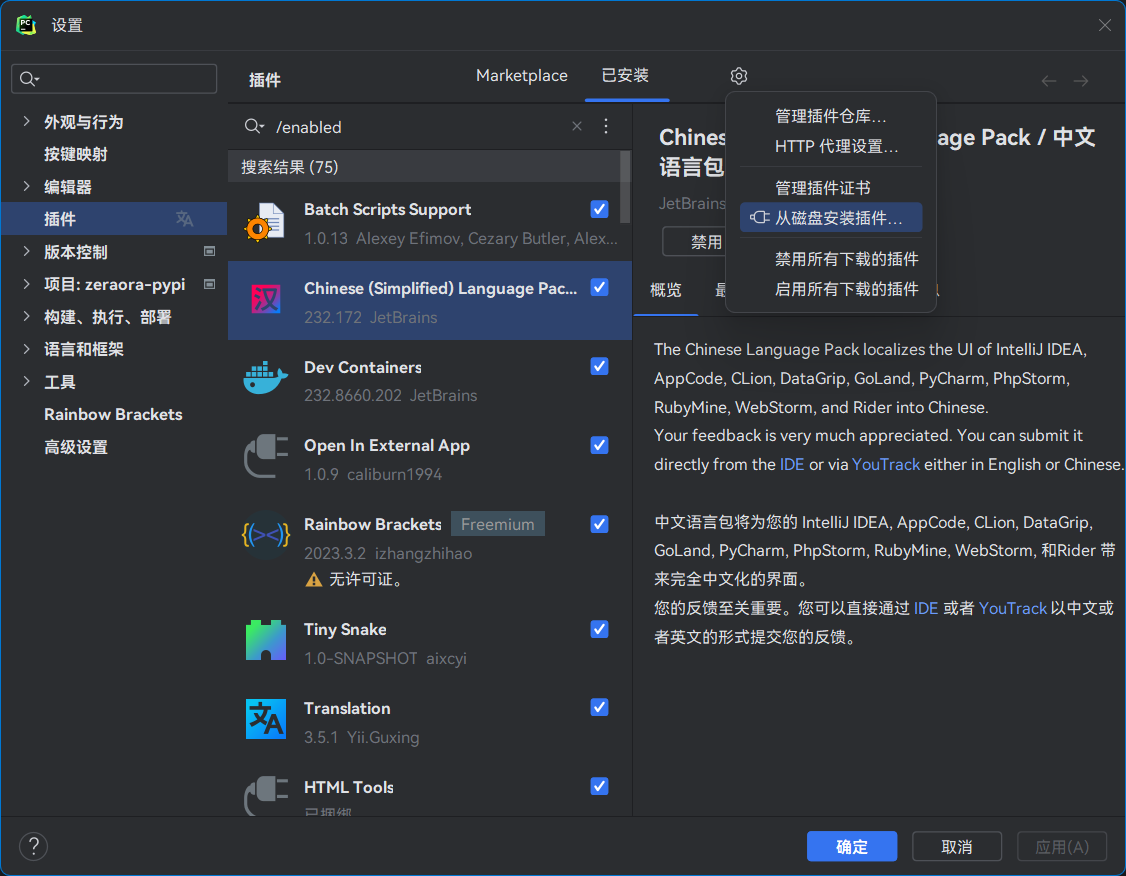 PC
设置
插件
Marketplace
已安装
外观与行为
按键映射
编辑器
插件
版本控制
项目: zeraora-pypi
构建、执行、部署
语言和框架
工具
Rainbow Brackets
高级设置
/enabled
搜索结果 (75)
Batch Scripts Support
1.0.13 Alexey Efimov, Cezary Butler, Alex...
汉
Chinese (Simplified) Language Pac...
232.172 JetBrains
Dev Containers
232.8660.202 JetBrains
Open In External App
1.0.9 caliburn1994
Rainbow Brackets Freemium
2023.3.2 izhangzhihao
无许可证。
Tiny Snake
1.0-SNAPSHOT aixcyi
Translation
3.5.1 Yii.Guxing
HTML Tools
已捆绑
管理插件仓库...
HTTP 代理设置...
管理插件证书
从磁盘安装插件...
禁用所有下载的插件
启用所有下载的插件
Chines age Pack / 中文
语言包
JetBrains
禁用
概览
The Chinese Language Pack localizes the UI of IntelliJ IDEA,
AppCode, CLion, DataGrip, GoLand, PyCharm, PhpStorm,
RubyMine, WebStorm, and Rider into Chinese.
Your feedback is very much appreciated. You can submit it
directly from the IDE or via YouTrack either in English or Chinese.
中文语言包将为您的 IntelliJ IDEA, AppCode, CLion, DataGrip,
GoLand, PyCharm, PhpStorm, RubyMine, WebStorm, 和Rider 带
来完全中文化的界面。
您的反馈至关重要。您可以直接通过 IDE 或者 YouTrack 以中文或
者英文的形式提交您的反馈。
?
确定
取消
应用(A)